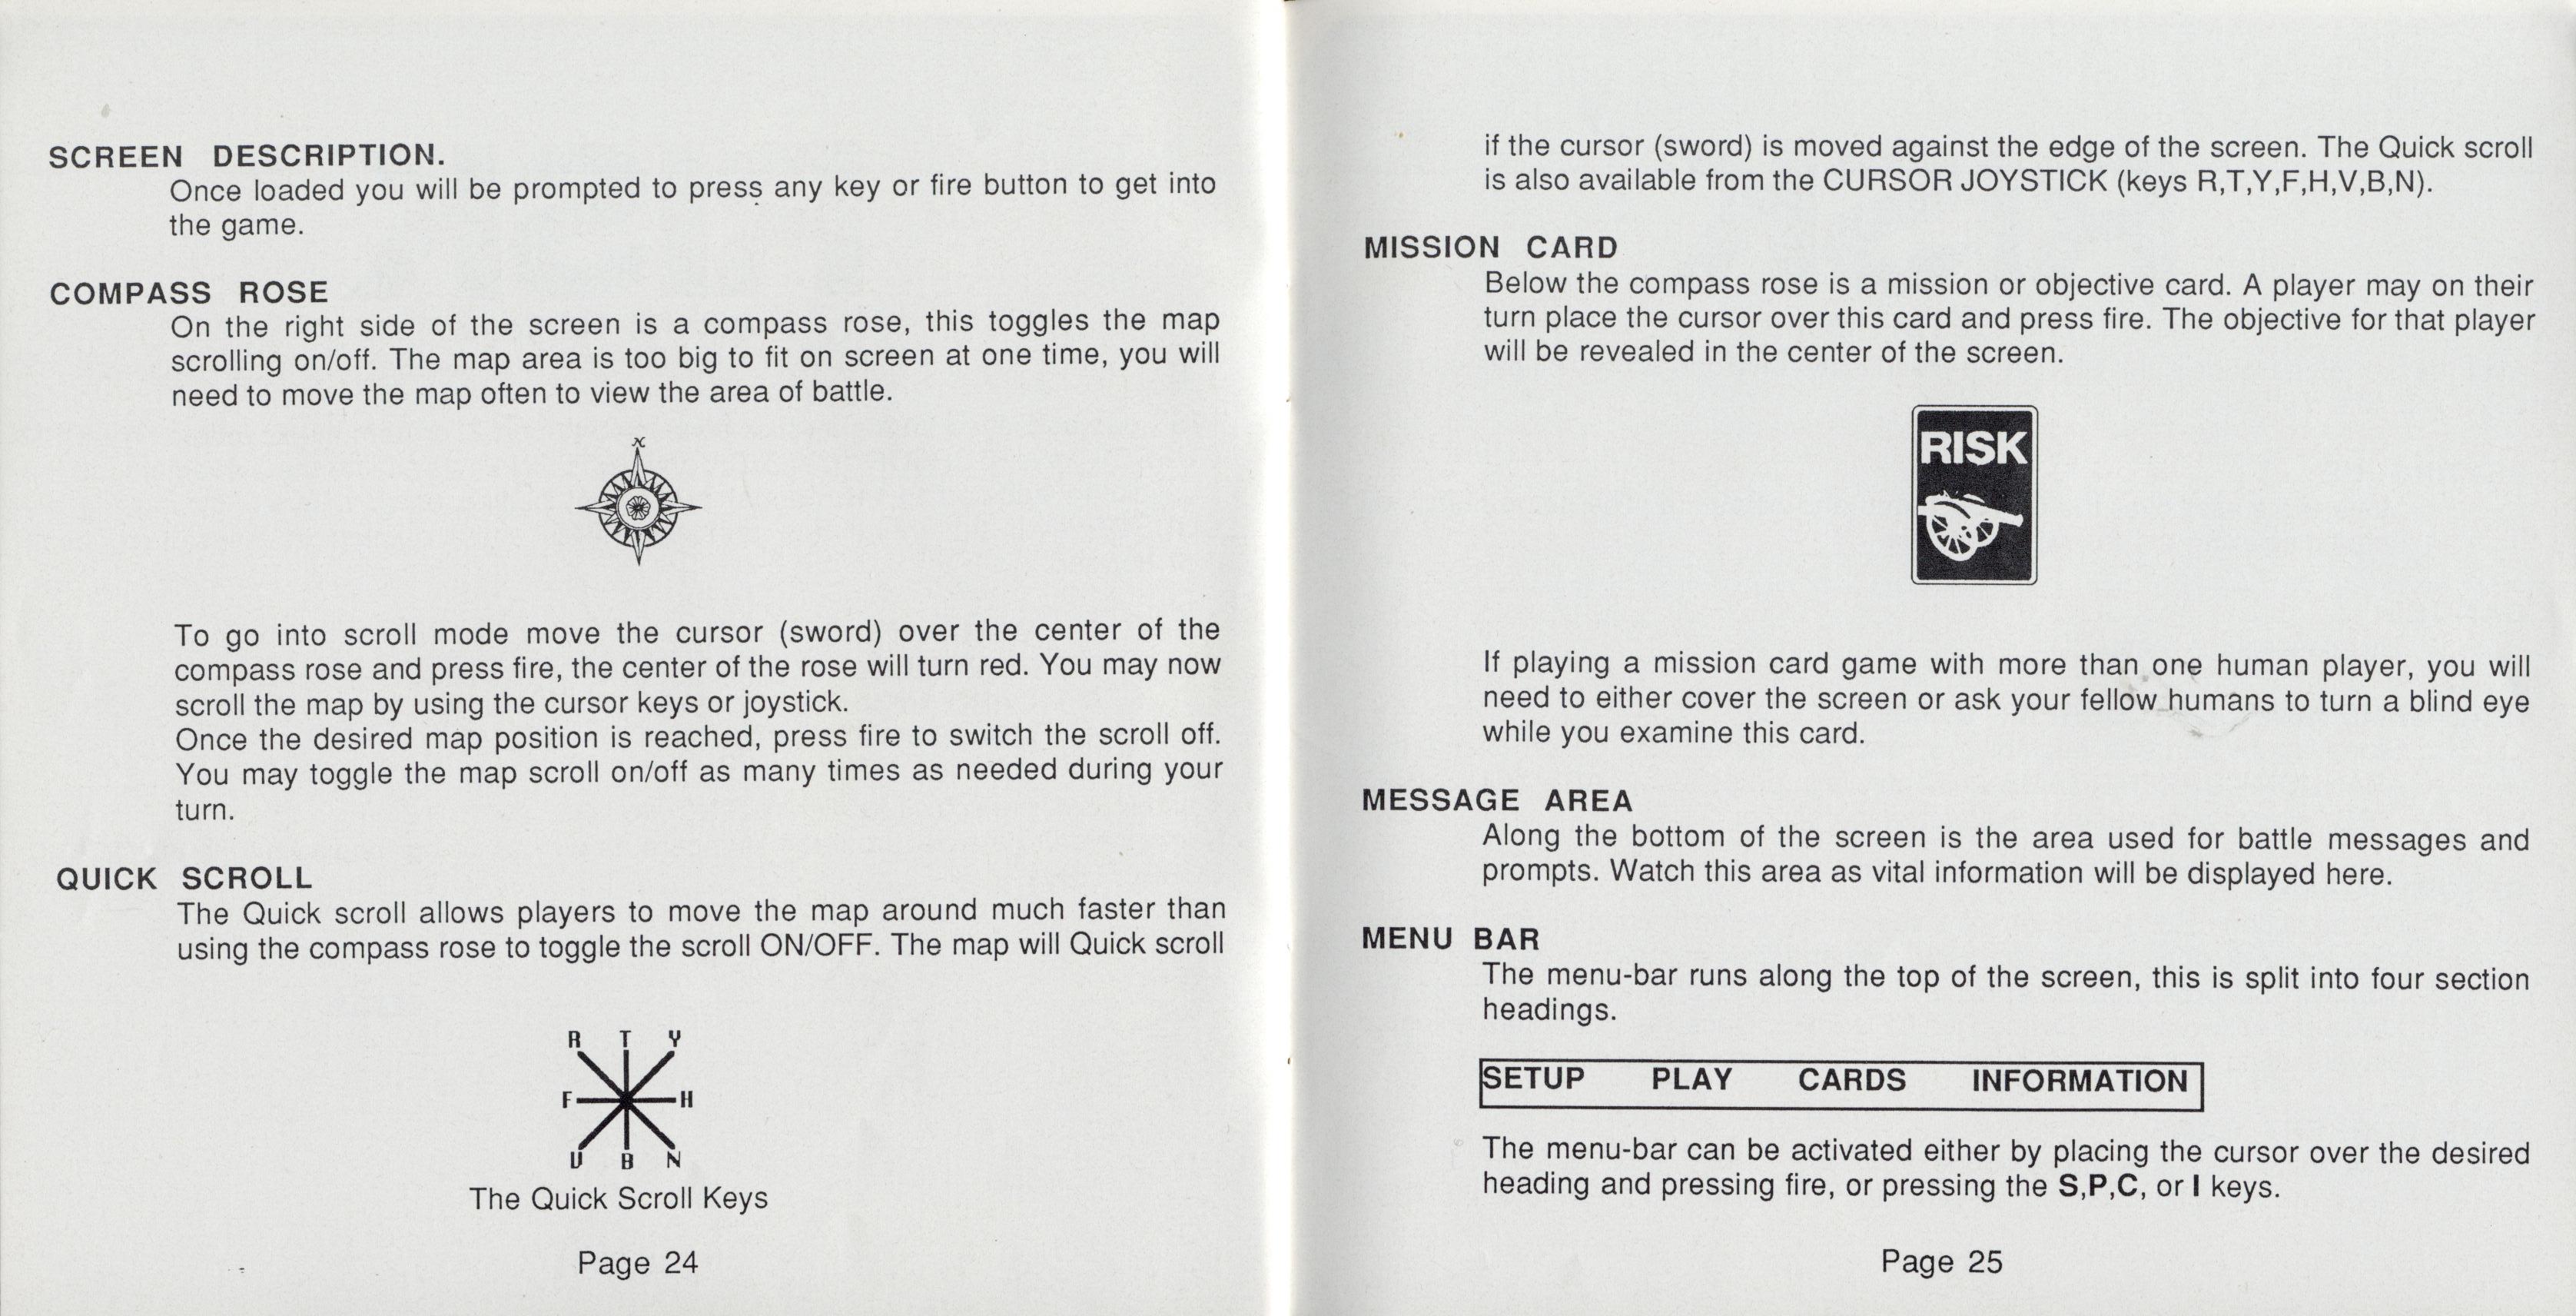 SCREEN DESCRIPTION.
Once loaded you will be prompted to press any key or fire button to get into
the game.
COMPASS ROSE
On the right side of the screen is a compass rose, this toggles the map
scrolling on/off. The map area is too big to fit on screen at one time, you will
need to move the map often to view the area of battle.
N
To go into scroll mode move the cursor (sword) over the center of the
compass rose and press fire, the center of the rose will turn red. You may now
scroll the map by using the cursor keys or joystick.
Once the desired map position is reached, press fire to switch the scroll off.
You may toggle the map scroll on/off as many times as needed during your
turn.
QUICK SCROLL
The Quick scroll allows players to move the map around much faster than
using the compass rose to toggle the scroll ON/OFF. The map will Quick scroll
R T Y
F H
V B N
The Quick Scroll Keys
Page 24
if the cursor (sword) is moved against the edge of the screen. The Quick scroll
is also available from the CURSOR JOYSTICK (keys R,T,Y,F,H,V,B,N).
MISSION CARD
Below the compass rose is a mission or objective card. A player may on their
turn place the cursor over this card and press fire. The objective for that player
will be revealed in the center of the screen.
RISK
If playing a mission card game with more than one human player, you will
need to either cover the screen or ask your fellow humans to turn a blind eye
while you examine this card.
MESSAGE AREA
Along the bottom of the screen is the area used for battle messages and
prompts. Watch this area as vital information will be displayed here.
MENU BAR
The menu-bar runs along the top of the screen, this is split into four section
headings.
SETUP PLAY CARDS INFORMATION
The menu-bar can be activated either by placing the cursor over the desired
heading and pressing fire, or pressing the S,P,C, or I keys.
Page 25